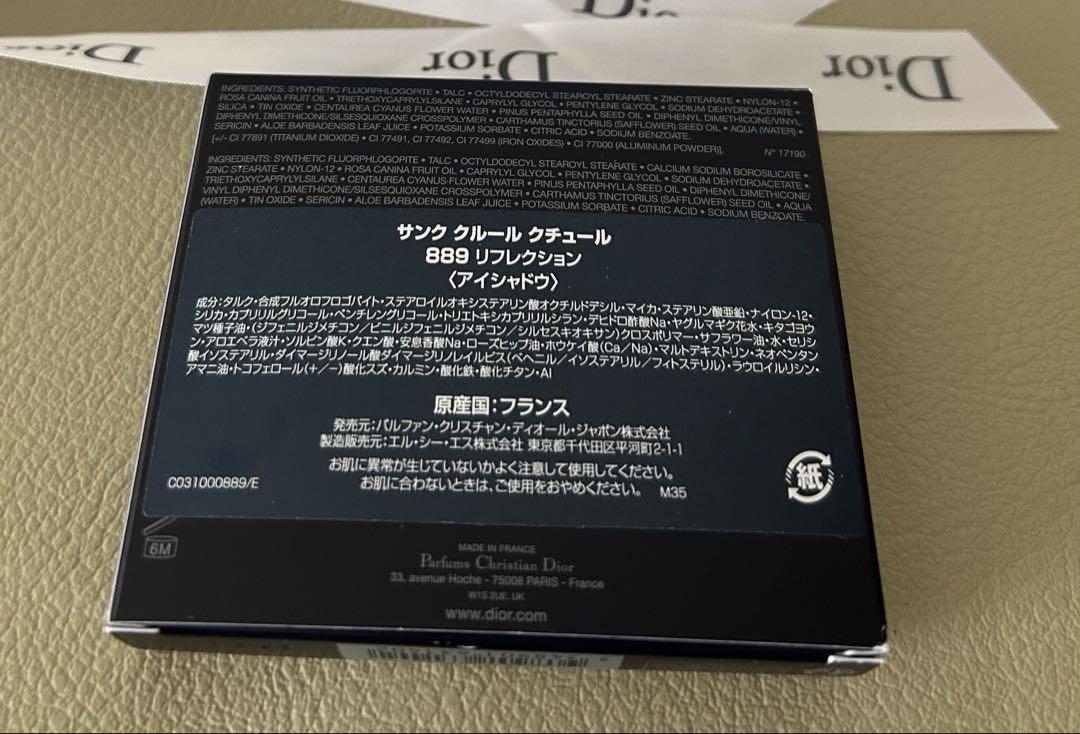 Dior
Dior
Dior
Dior
INGREDIENTS: SYNTHETIC FLUORPHLOGOPITE • TALC • OCTYLDODECYL STEAROYL STEARATE • ZINC STEARATE • NYLON-12 •
ROSA CANINA FRUIT OIL • TRIETHOXYCAPRYLYLSILANE • CAPRYLYL GLYCOL • PENTYLENE GLYCOL • SODIUM DEHYDROACETATE •
SILICA • TIN OXIDE • CENTAUREA CYANUS FLOWER WATER • PINUS PENTAPHYLLA SEED OIL • DIPHENYL DIMETHICONE/VINYL
DIPHENYL DIMETHICONE/SILSESQUIOXANE CROSSPOLYMER • CARTHAMUS TINCTORIUS (SAFFLOWER) SEED OIL • AQUA (WATER) •
SERICIN • ALOE BARBADENSIS LEAF JUICE • POTASSIUM SORBATE • CITRIC ACID • SODIUM BENZOATE.
[+/- CI 77891 (TITANIUM DIOXIDE) • CI 77491, CI 77492, CI 77499 (IRON OXIDES) • CI 77000 (ALUMINUM POWDER)].
N° 17190
INGREDIENTS: SYNTHETIC FLUORPHLOGOPITE • TALC • OCTYLDODECYL STEAROYL STEARATE • CALCIUM SODIUM BOROSILICATE •
ZINC STEARATE • NYLON-12 • ROSA CANINA FRUIT OIL • CAPRYLYL GLYCOL • PENTYLENE GLYCOL • SODIUM DEHYDROACETATE •
TRIETHOXYCAPRYLYLSILANE • CENTAUREA CYANUS FLOWER WATER • PINUS PENTAPHYLLA SEED OIL • DIPHENYL DIMETHICONE/
VINYL DIPHENYL DIMETHICONE/SILSESQUIOXANE CROSSPOLYMER • CARTHAMUS TINCTORIUS (SAFFLOWER) SEED OIL • AQUA
(WATER) • TIN OXIDE • SERICIN • ALOE BARBADENSIS LEAF JUICE • POTASSIUM SORBATE • CITRIC ACID • SODIUM BENZOATE.
サンク クルール クチュール
889 リフレクション
〈アイシャドウ〉
成分：タルク・合成フルオロフロゴパイト・ステアロイルオキシステアリン酸オクチルドデシル・マイカ・ステアリン酸亜鉛・ナイロン-12・
シリカ・カプリリルグリコール・ペンチレングリコール・トリエトキシカプリリルシラン・デヒドロ酢酸Na・ヤグルマギク花水・キタゴヨウ
マツ種子油・(ジフェニルジメチコン／ビニルジフェニルジメチコン／シルセスキオキサン)クロスポリマー・サフラワー油・水・セリシ
ン・アロエベラ液汁・ソルビン酸K・クエン酸・安息香酸Na・ローズヒップ油・ホウケイ酸(Ca／Na)・マルトデキストリン・ネオペンタン
酸イソステアリル・ダイマージリノール酸ダイマージリノレイルビス(ベヘニル／イソステアリル／フィトステリル)・ラウロイルリシン・
アマニ油・トコフェロール(+／−)酸化スズ・カルミン・酸化鉄・酸化チタン・Al
原産国：フランス
発売元：パルファン・クリスチャン・ディオール・ジャポン株式会社
製造販売元：エル・シー・エス株式会社 東京都千代田区平河町2-1-1
お肌に異常が生じていないかよく注意して使用してください。
お肌に合わないときは、ご使用をおやめください。 M35
C031000889/E
紙
6M
MADE IN FRANCE
Parfums Christian Dior
33, avenue Hoche - 75008 PARIS - France
W1S 2UE, UK
www.dior.com